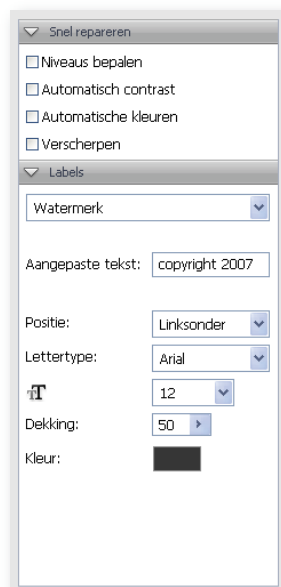 Snel repareren
Niveaus bepalen
Automatisch contrast
Automatische kleuren
Verscherpen
Labels
Watermerk
Aangepaste tekst: copyright 2007
Positie: Linksonder
Lettertype: Arial
TT 12
Dekking: 50
Kleur: